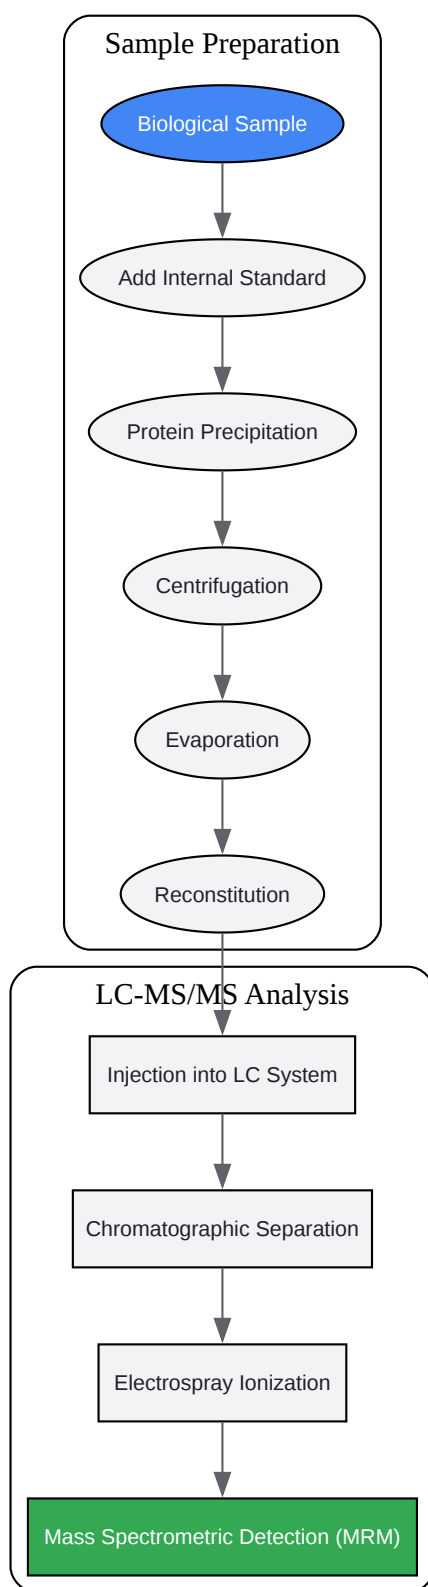 Sample Preparation
Biological Sample
Add Internal Standard
Protein Precipitation
Centrifugation
Evaporation
Reconstitution
LC-MS/MS Analysis
Injection into LC System
Chromatographic Separation
Electrospray Ionization
Mass Spectrometric Detection (MRM)